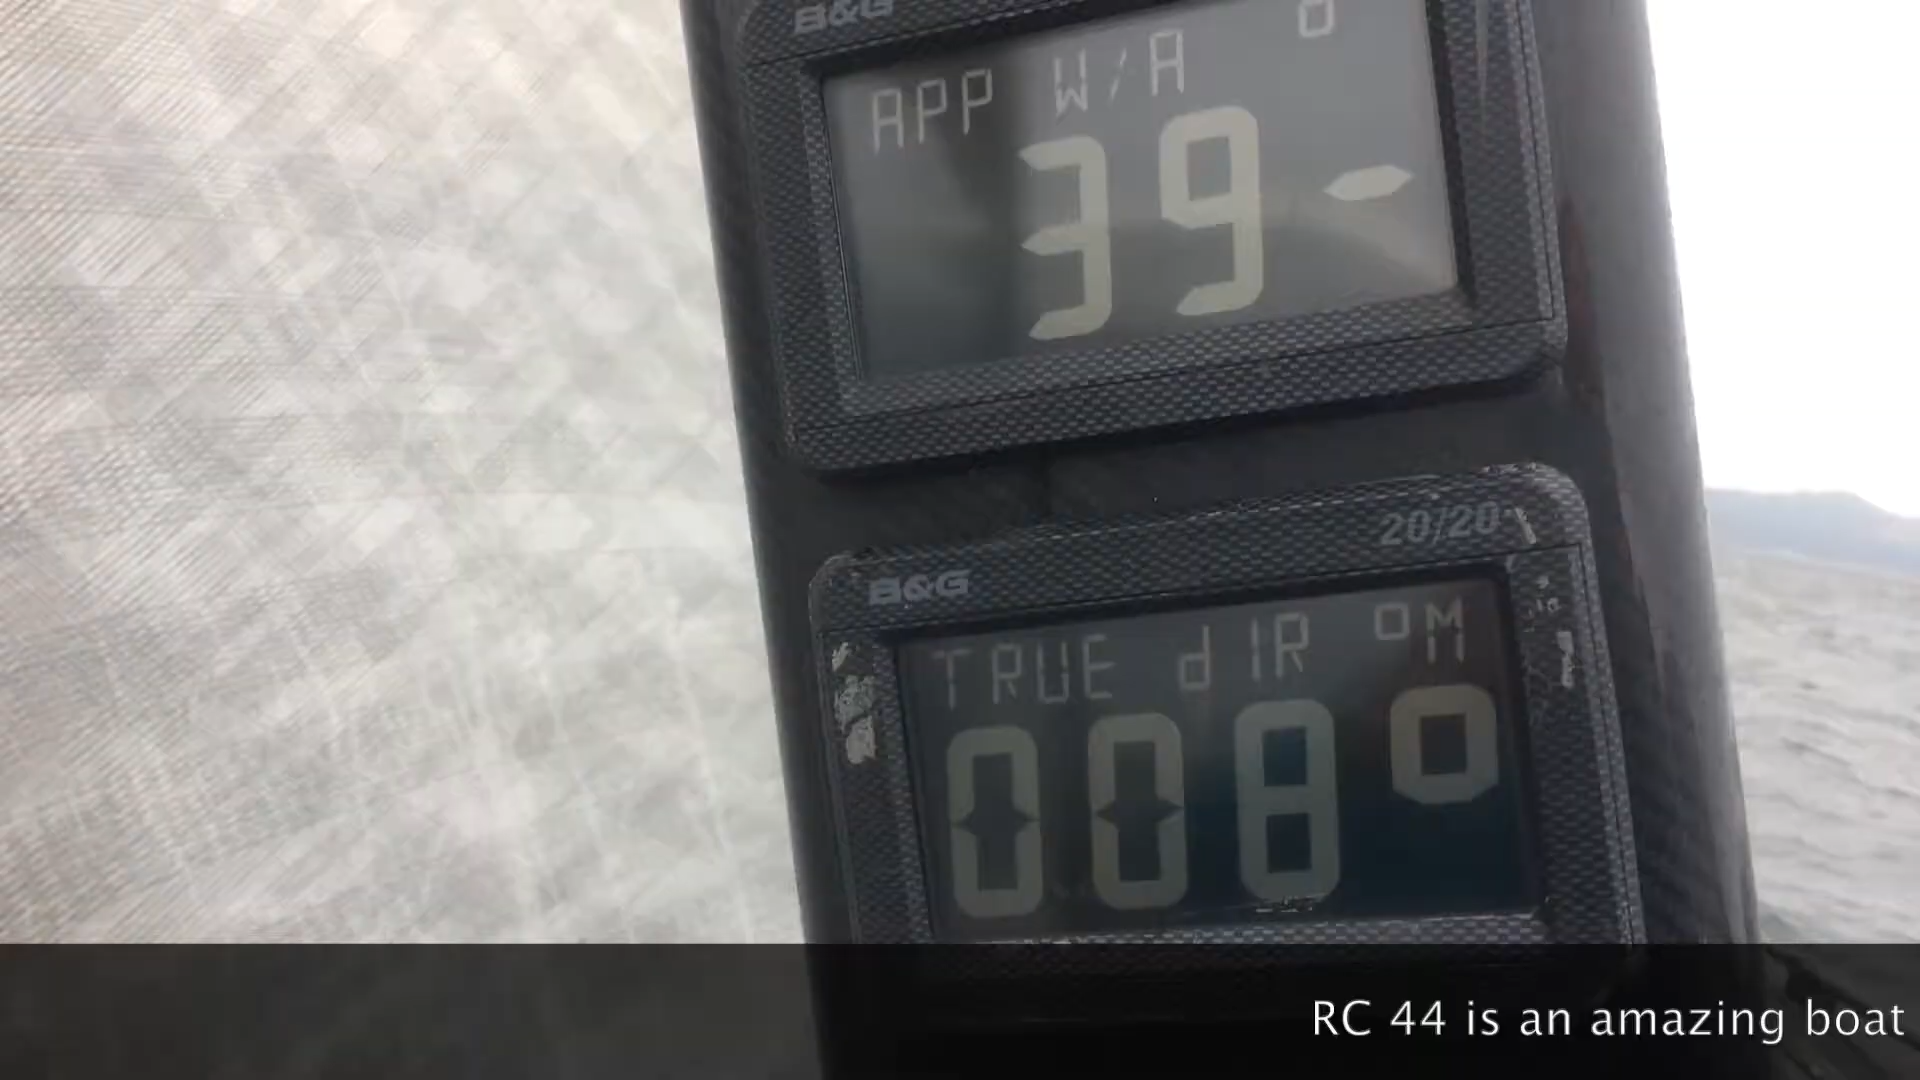 B&G
APP W/A °
39-
20/20
B&G
TRUE dIR °M
008°
RC 44 is an amazing boat